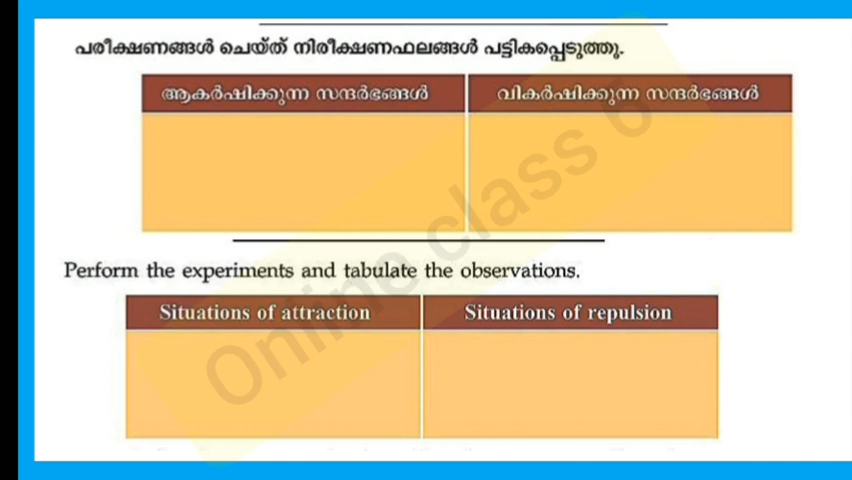 പരീക്ഷണങ്ങൾ ചെയ്ത് നിരീക്ഷണഫലങ്ങൾ പട്ടികപ്പെടുത്തൂ.
ആകർഷിക്കുന്ന സന്ദർഭങ്ങൾ വികർഷിക്കുന്ന സന്ദർഭങ്ങൾ
Online class 6
Perform the experiments and tabulate the observations.
Situations of attraction Situations of repulsion